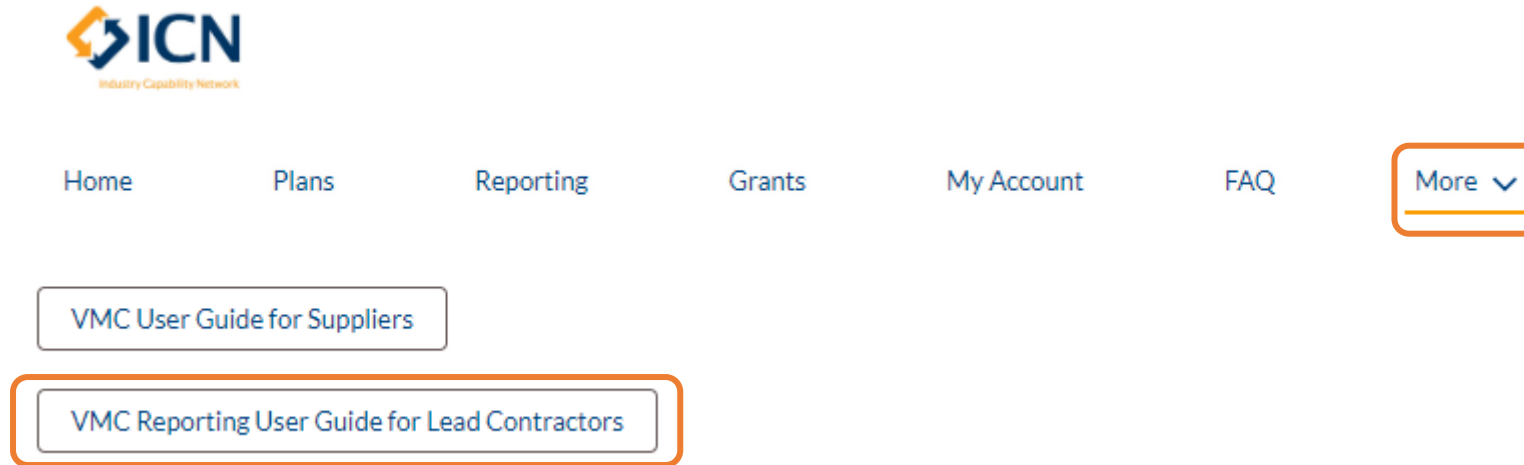 ICN
Industry Capability Network
Home Plans Reporting Grants My Account FAQ More
VMC User Guide for Suppliers
VMC Reporting User Guide for Lead Contractors